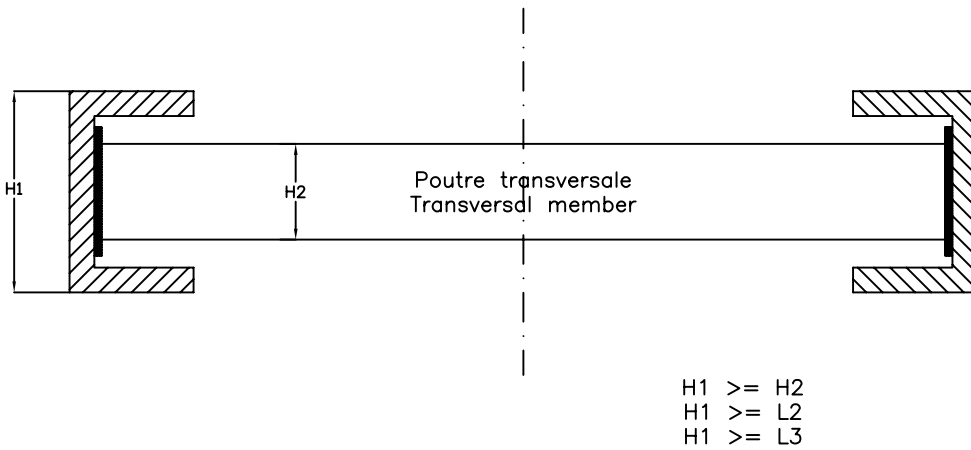 H1
H2
Poutre transversale
Transversal member
H1 >= H2
H1 >= L2
H1 >= L3